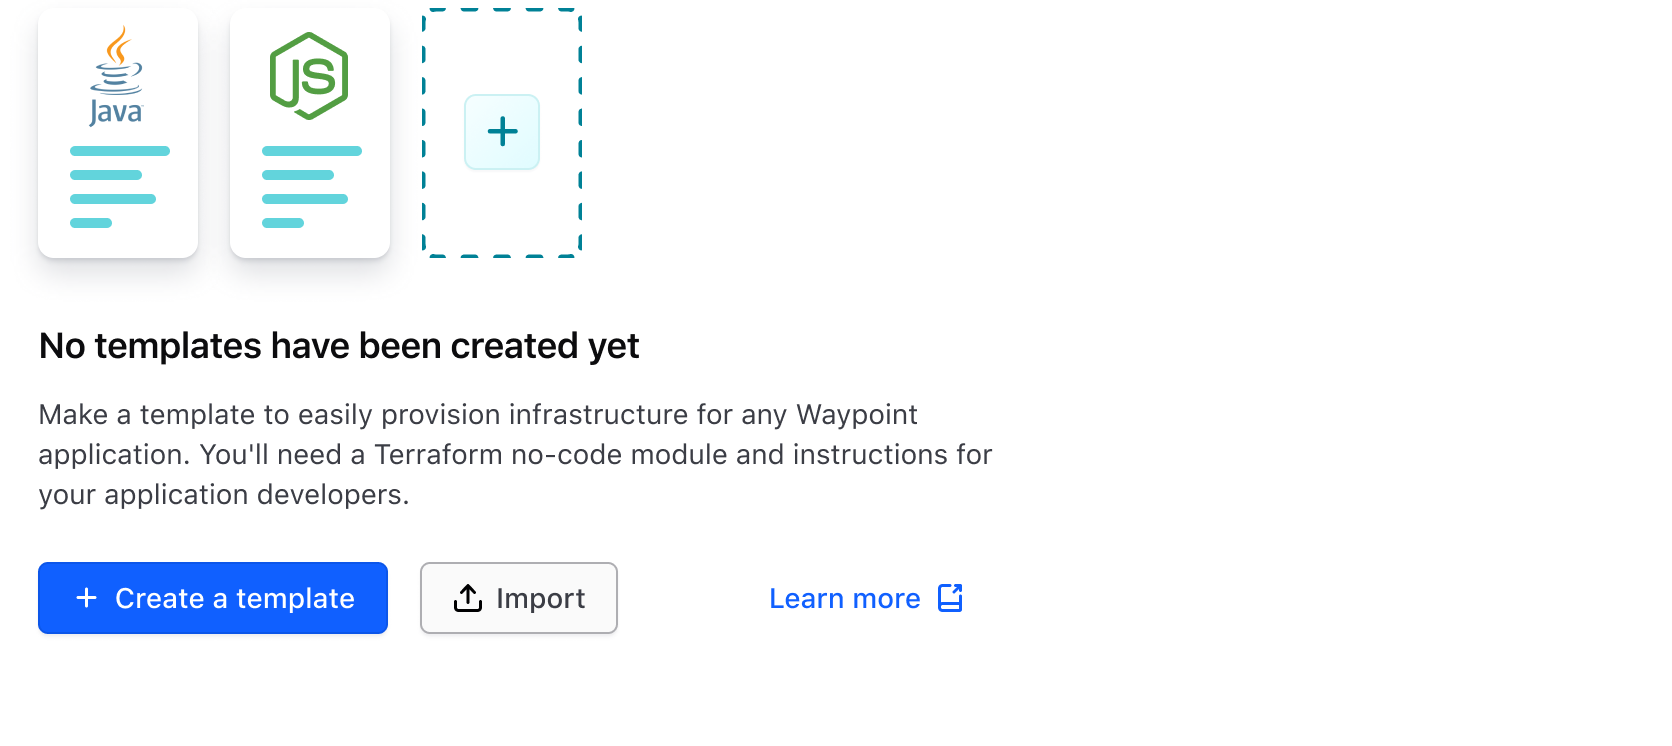 Java
JS
No templates have been created yet
Make a template to easily provision infrastructure for any Waypoint
application. You'll need a Terraform no-code module and instructions for
your application developers.
+ Create a template
Import
Learn more